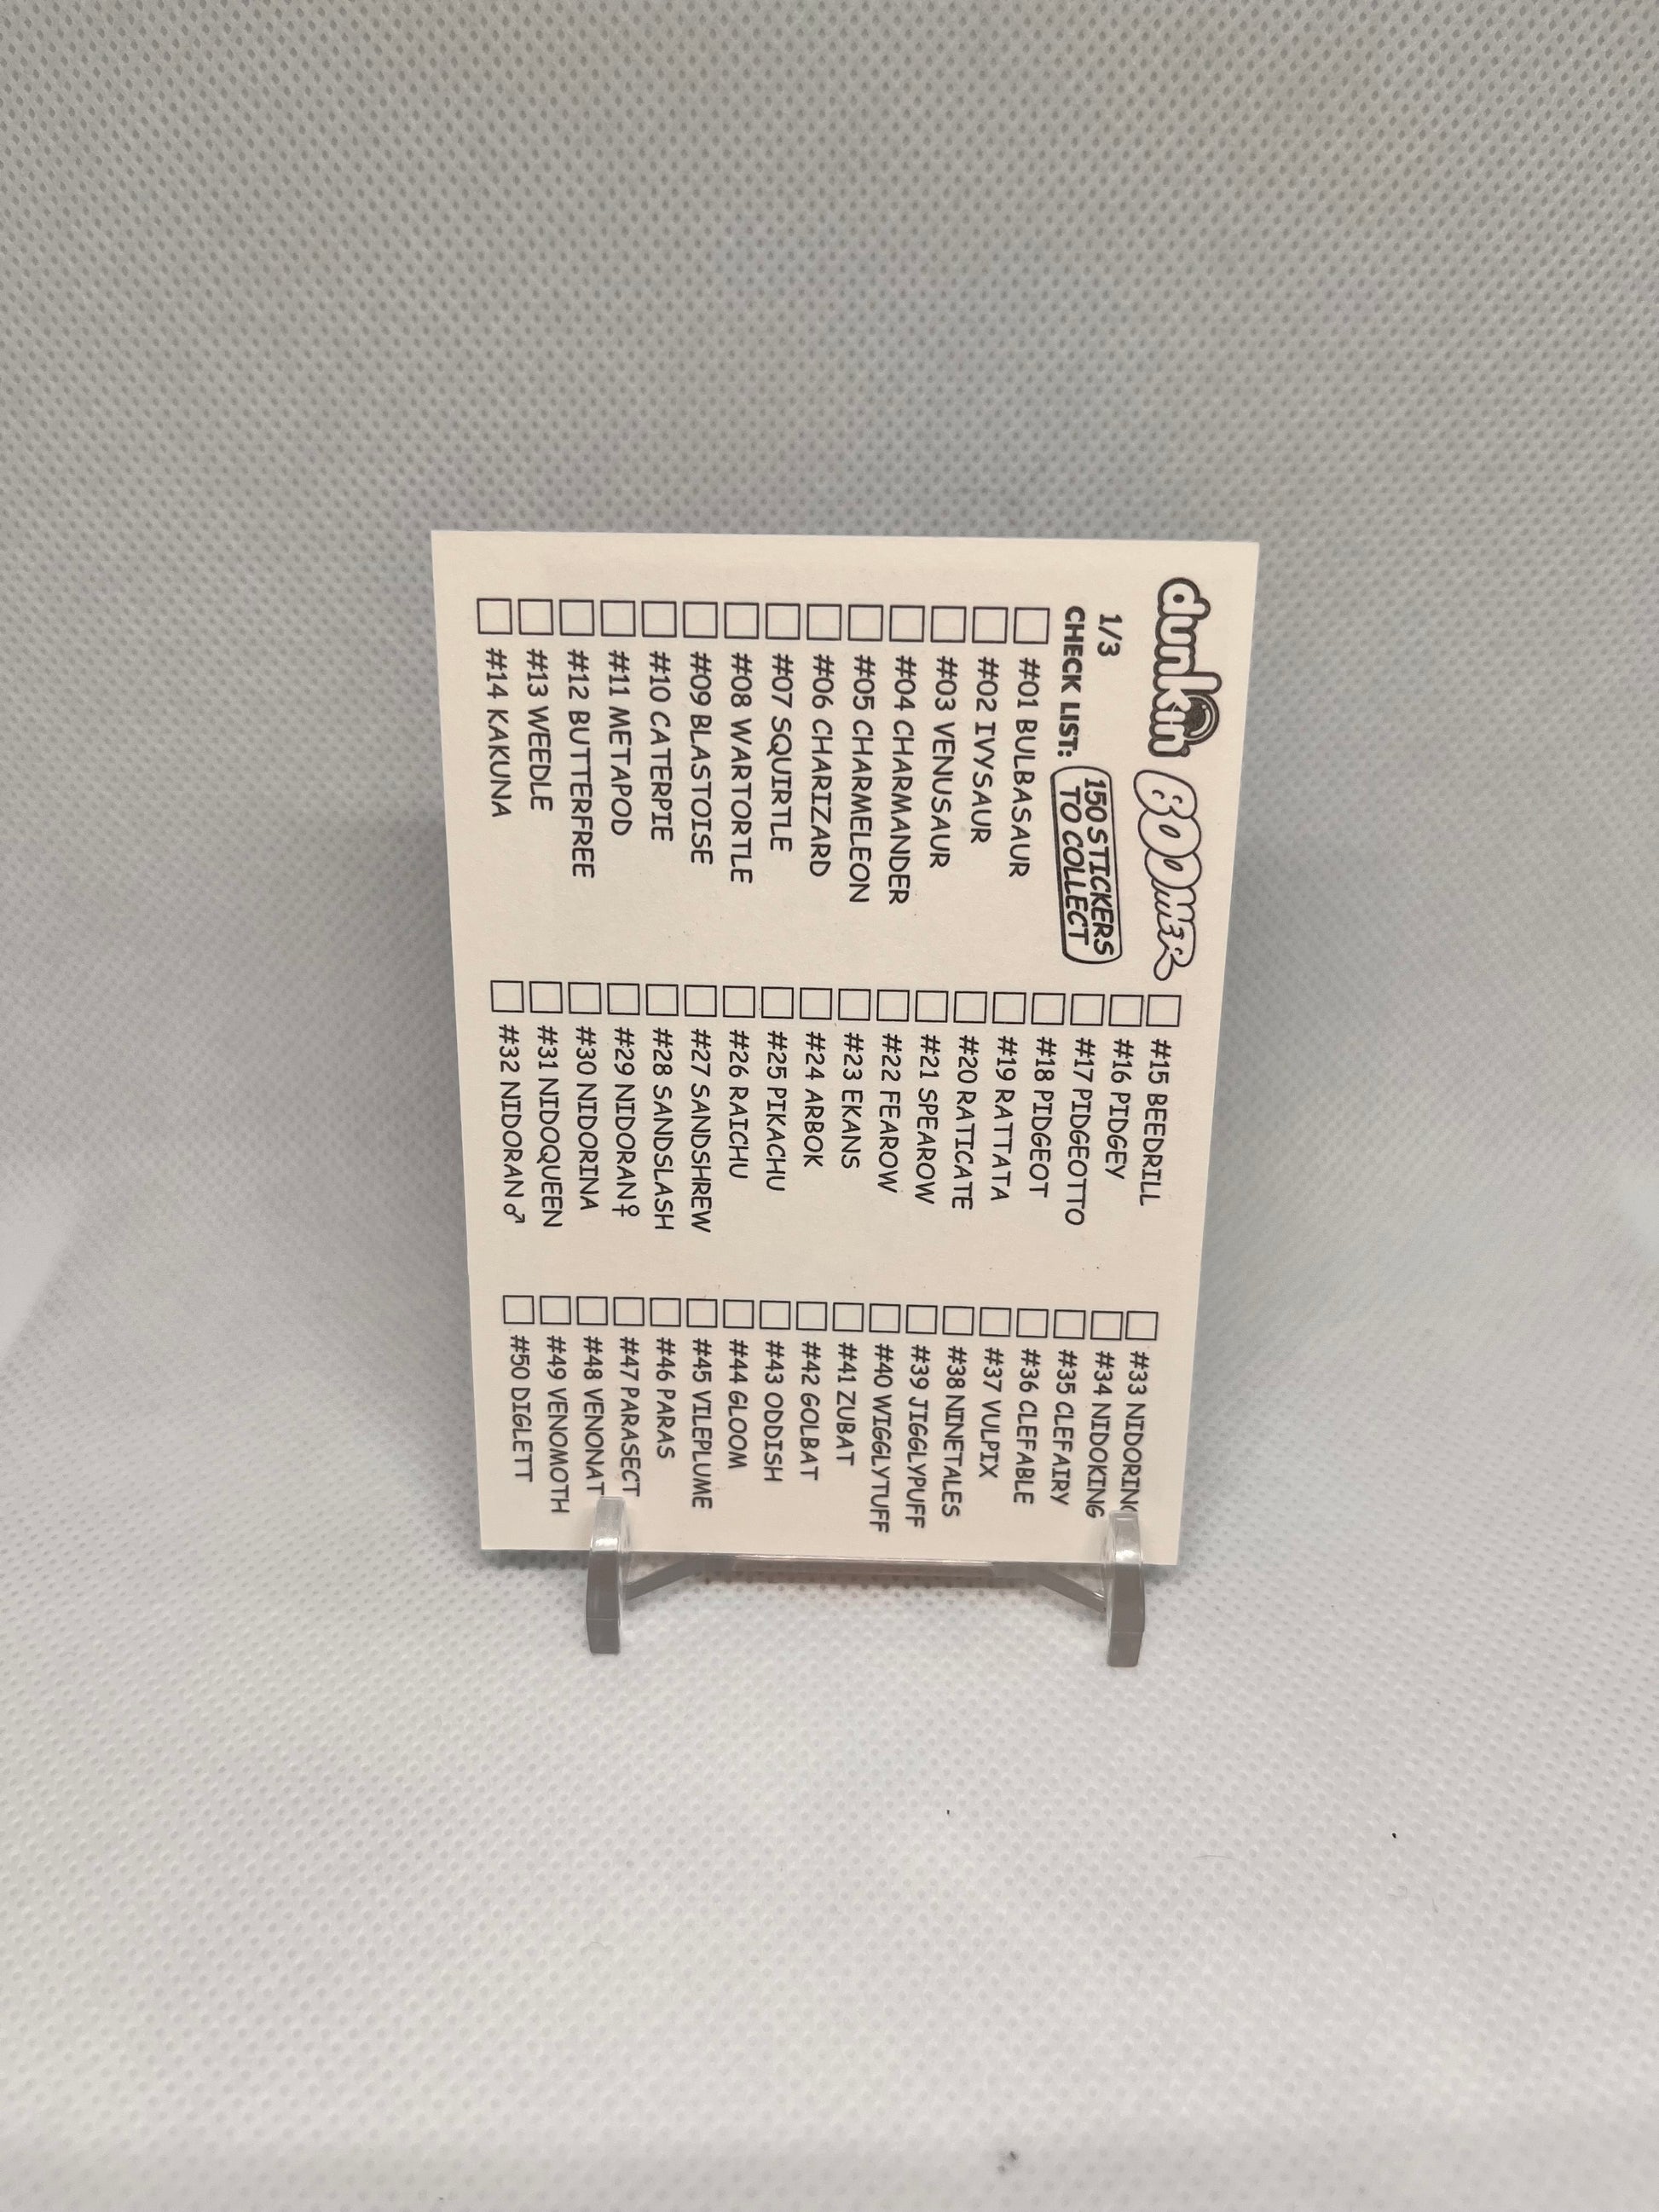 dunkin BOOMER
1/3
CHECK LIST:
150 STICKERS
TO COLLECT
#01 BULBASAUR
#02 IVYSAUR
#03 VENUSAUR
#04 CHARMANDER
#05 CHARMELEON
#06 CHARIZARD
#07 SQUIRTLE
#08 WARTORTLE
#09 BLASTOISE
#10 CATERPIE
#11 METAPOD
#12 BUTTERFREE
#13 WEEDLE
#14 KAKUNA
#15 BEEDRILL
#16 PIDGEY
#17 PIDGEOTTO
#18 PIDGEOT
#19 RATTATA
#20 RATICATE
#21 SPEAROW
#22 FEAROW
#23 EKANS
#24 ARBOK
#25 PIKACHU
#26 RAICHU
#27 SANDSHREW
#28 SANDSLASH
#29 NIDORAN♀
#30 NIDORINA
#31 NIDOQUEEN
#32 NIDORAN♂
#33 NIDORINO
#34 NIDOKING
#35 CLEFAIRY
#36 CLEFABLE
#37 VULPIX
#38 NINETALES
#39 JIGGLYPUFF
#40 WIGGLYTUFF
#41 ZUBAT
#42 GOLBAT
#43 ODDISH
#44 GLOOM
#45 VILEPLUME
#46 PARAS
#47 PARASECT
#48 VENONAT
#49 VENOMOTH
#50 DIGLETT